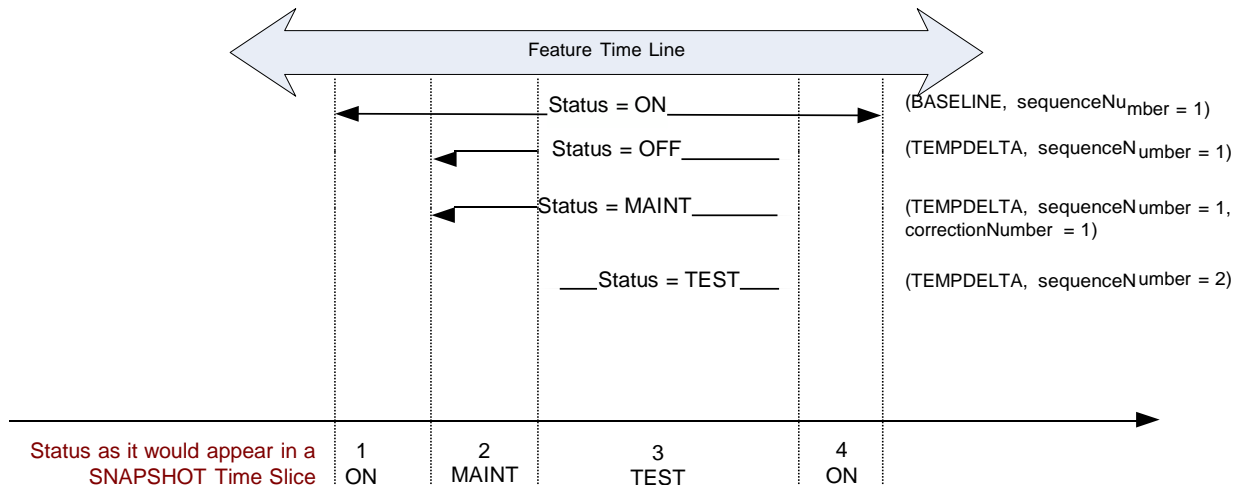 Feature Time Line
Status = ON
(BASELINE, sequenceNumber = 1)
Status = OFF
(TEMPDELTA, sequenceNumber = 1)
Status = MAINT
(TEMPDELTA, sequenceNumber = 1,
correctionNumber = 1)
Status = TEST
(TEMPDELTA, sequenceNumber = 2)
Status as it would appear in a
SNAPSHOT Time Slice
1
ON
2
MAINT
3
TEST
4
ON